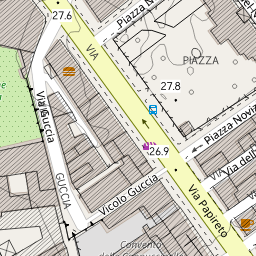 27.6
Piazza
VIA
PIAZZA
27.8
Via Guccia
GUCCIA
26.9
Piazza Noviz
Via del
Vicolo Guccia
Via Papireto
Convento